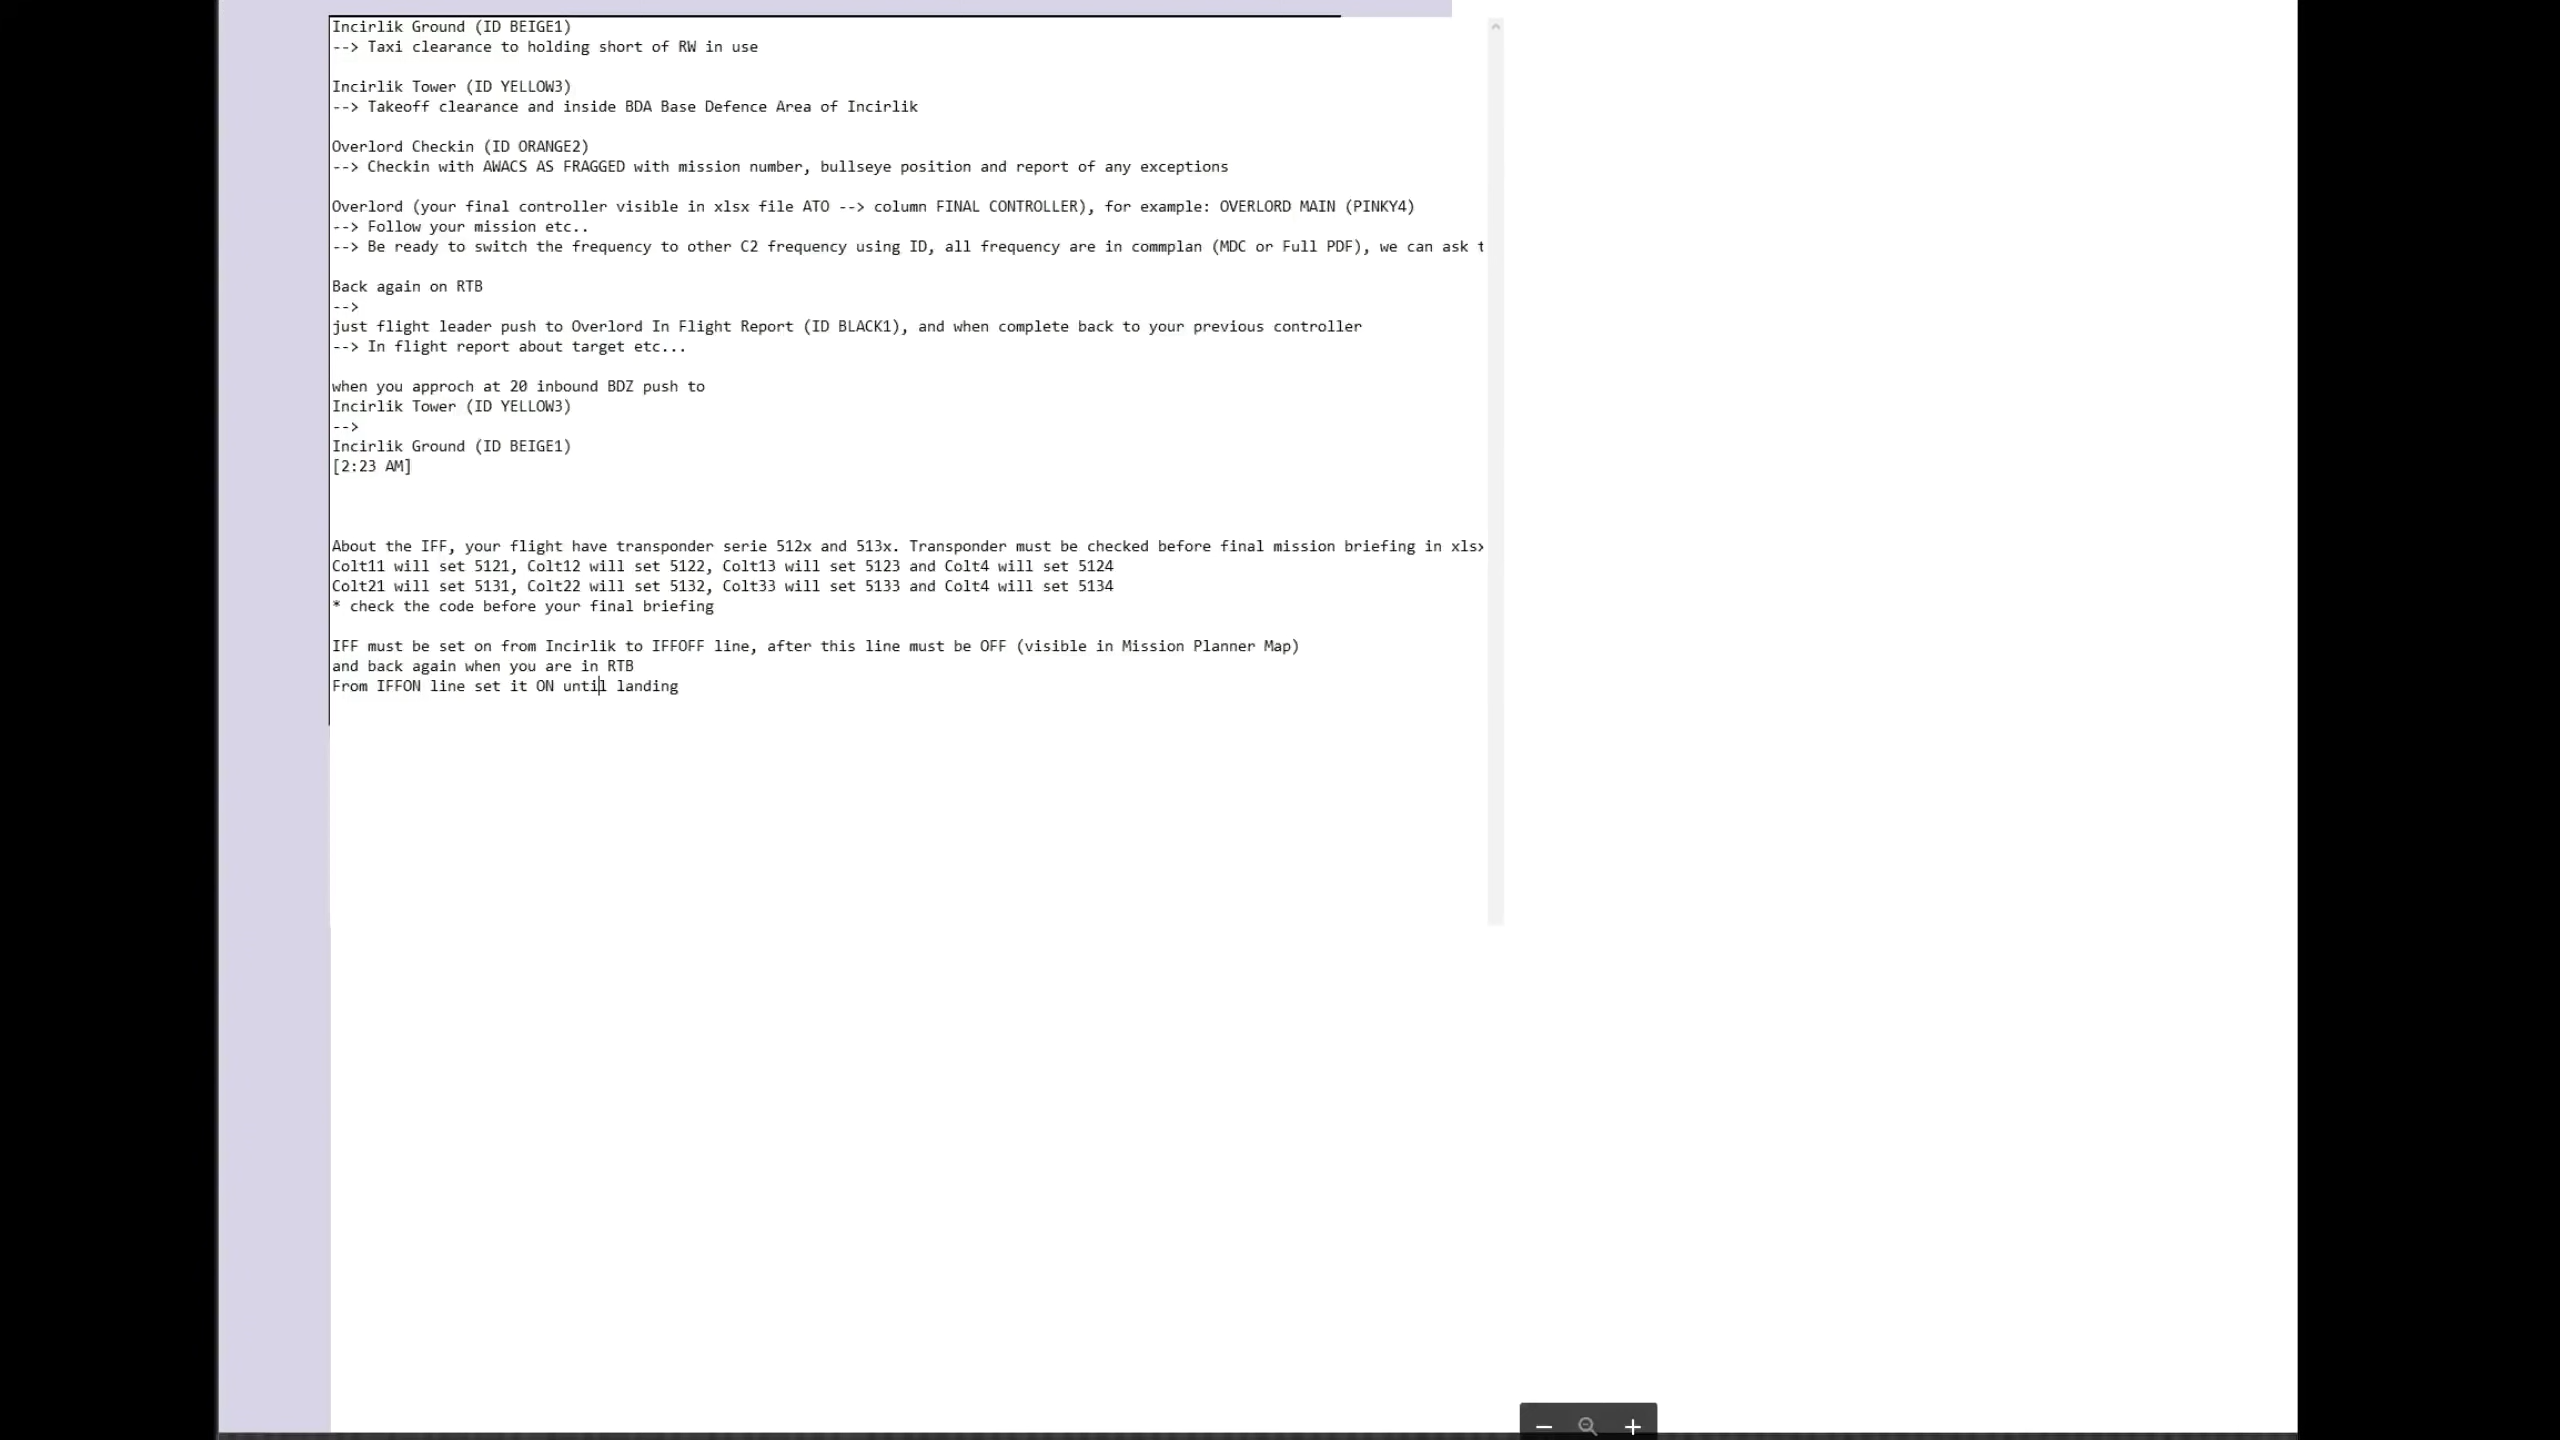 Incirlik Ground (ID BEIGE1)
--> Taxi clearance to holding short of RW in use
Incirlik Tower (ID YELLOW3)
--> Takeoff clearance and inside BDA Base Defence Area of Incirlik
Overlord Checkin (ID ORANGE2)
--> Checkin with AWACS AS FRAGGED with mission number, bullseye position and report of any exceptions
Overlord (your final controller visible in xlsx file ATO --> column FINAL CONTROLLER), for example: OVERLORD MAIN (PINKY4)
--> Follow your mission etc..
--> Be ready to switch the frequency to other C2 frequency using ID, all frequency are in commplan (MDC or Full PDF), we can ask t
Back again on RTB
-->
just flight leader push to Overlord In Flight Report (ID BLACK1), and when complete back to your previous controller
--> In flight report about target etc...
when you approch at 20 inbound BDZ push to
Incirlik Tower (ID YELLOW3)
-->
Incirlik Ground (ID BEIGE1)
[2:23 AM]
About the IFF, your flight have transponder serie 512x and 513x. Transponder must be checked before final mission briefing in xls
Colt11 will set 5121, Colt12 will set 5122, Colt13 will set 5123 and Colt4 will set 5124
Colt21 will set 5131, Colt22 will set 5132, Colt33 will set 5133 and Colt4 will set 5134
* check the code before your final briefing
IFF must be set on from Incirlik to IFFOFF line, after this line must be OFF (visible in Mission Planner Map)
and back again when you are in RTB
From IFFON line set it ON until landing